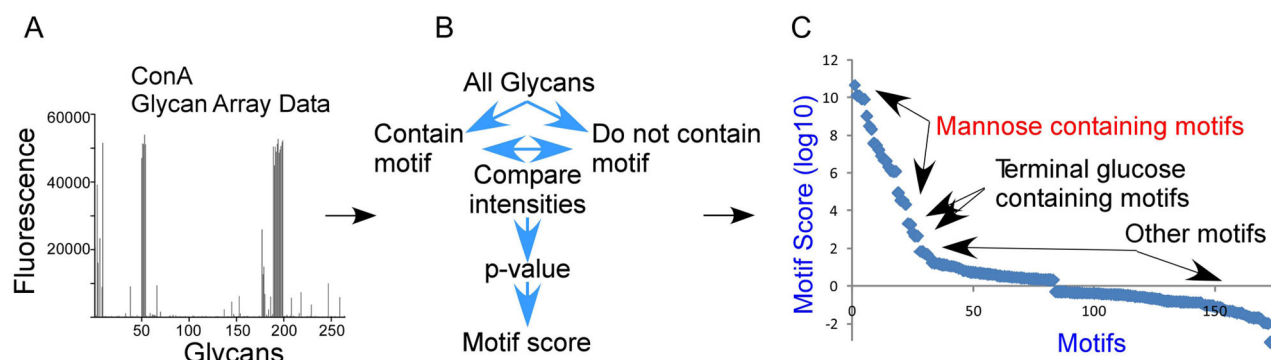 A
ConA
Glycan Array Data
Fluorescence
60000
40000
20000
50
100
150
200
250
Glycans
B
All Glycans
Contain
motif
Do not contain
motif
Compare
intensities
p-value
Motif score
C
Motif Score (log10)
12
10
8
6
4
2
0
-2
0
50
100
150
Mannose containing motifs
Terminal glucose
containing motifs
Other motifs
Motifs